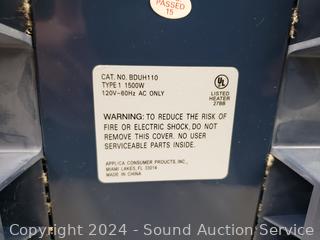 PASSED
15
CAT. NO. BDUH110
TYPE 1 1500W
120V~60Hz AC ONLY
UL
LISTED
HEATER
27BB
WARNING: TO REDUCE THE RISK OF
FIRE OR ELECTRIC SHOCK, DO NOT
REMOVE THIS COVER. NO USER
SERVICEABLE PARTS INSIDE.
APPLICA CONSUMER PRODUCTS, INC.,
MIAMI LAKES, FL 33014
MADE IN CHINA
Copyright 2024 - Sound Auction Service